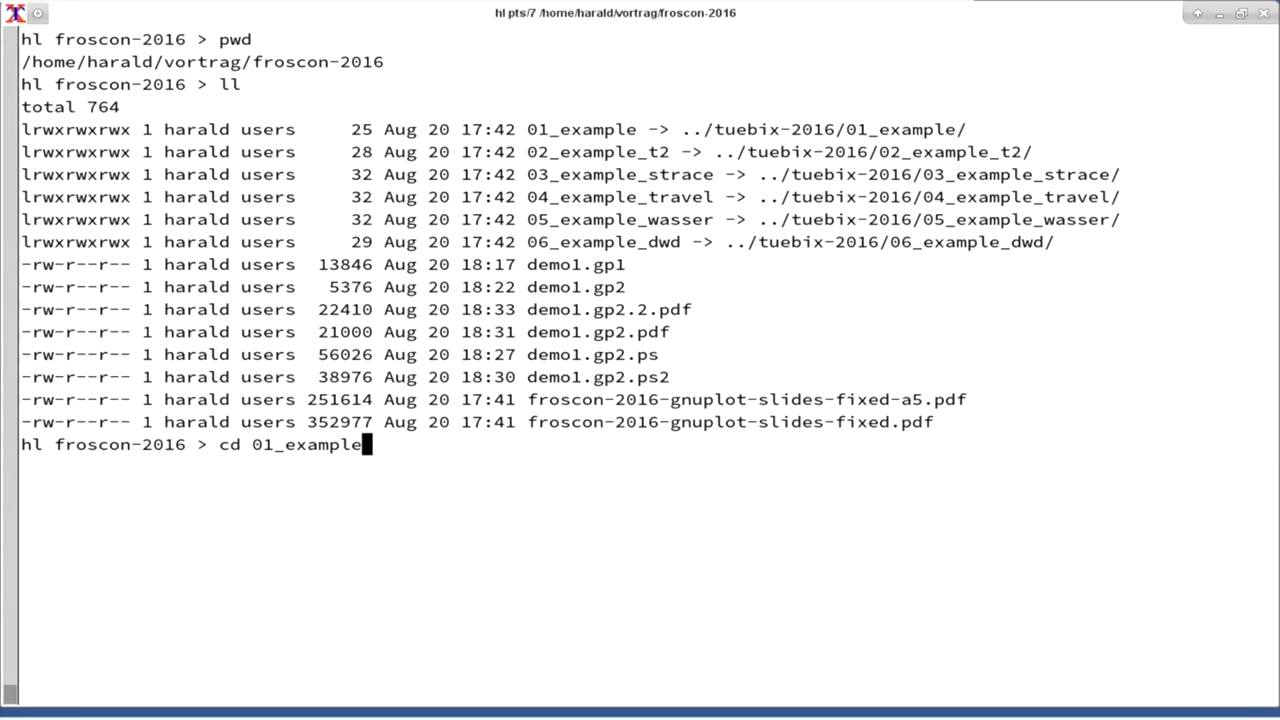 hl pts/7 /home/harald/vortrag/froscon-2016
hl froscon-2016 > pwd
/home/harald/vortrag/froscon-2016
hl froscon-2016 > ll
total 764
lrwxrwxrwx 1 harald users     25 Aug 20 17:42 01_example -> ../tuebix-2016/01_example/
lrwxrwxrwx 1 harald users     28 Aug 20 17:42 02_example_t2 -> ../tuebix-2016/02_example_t2/
lrwxrwxrwx 1 harald users     32 Aug 20 17:42 03_example_strace -> ../tuebix-2016/03_example_strace/
lrwxrwxrwx 1 harald users     32 Aug 20 17:42 04_example_travel -> ../tuebix-2016/04_example_travel/
lrwxrwxrwx 1 harald users     32 Aug 20 17:42 05_example_wasser -> ../tuebix-2016/05_example_wasser/
lrwxrwxrwx 1 harald users     29 Aug 20 17:42 06_example_dwd -> ../tuebix-2016/06_example_dwd/
-rw-r--r-- 1 harald users  13846 Aug 20 18:17 demo1.gp1
-rw-r--r-- 1 harald users   5376 Aug 20 18:22 demo1.gp2
-rw-r--r-- 1 harald users  22410 Aug 20 18:33 demo1.gp2.2.pdf
-rw-r--r-- 1 harald users  21000 Aug 20 18:31 demo1.gp2.pdf
-rw-r--r-- 1 harald users  56026 Aug 20 18:27 demo1.gp2.ps
-rw-r--r-- 1 harald users  38976 Aug 20 18:30 demo1.gp2.ps2
-rw-r--r-- 1 harald users 251614 Aug 20 17:41 froscon-2016-gnuplot-slides-fixed-a5.pdf
-rw-r--r-- 1 harald users 352977 Aug 20 17:41 froscon-2016-gnuplot-slides-fixed.pdf
hl froscon-2016 > cd 01_example